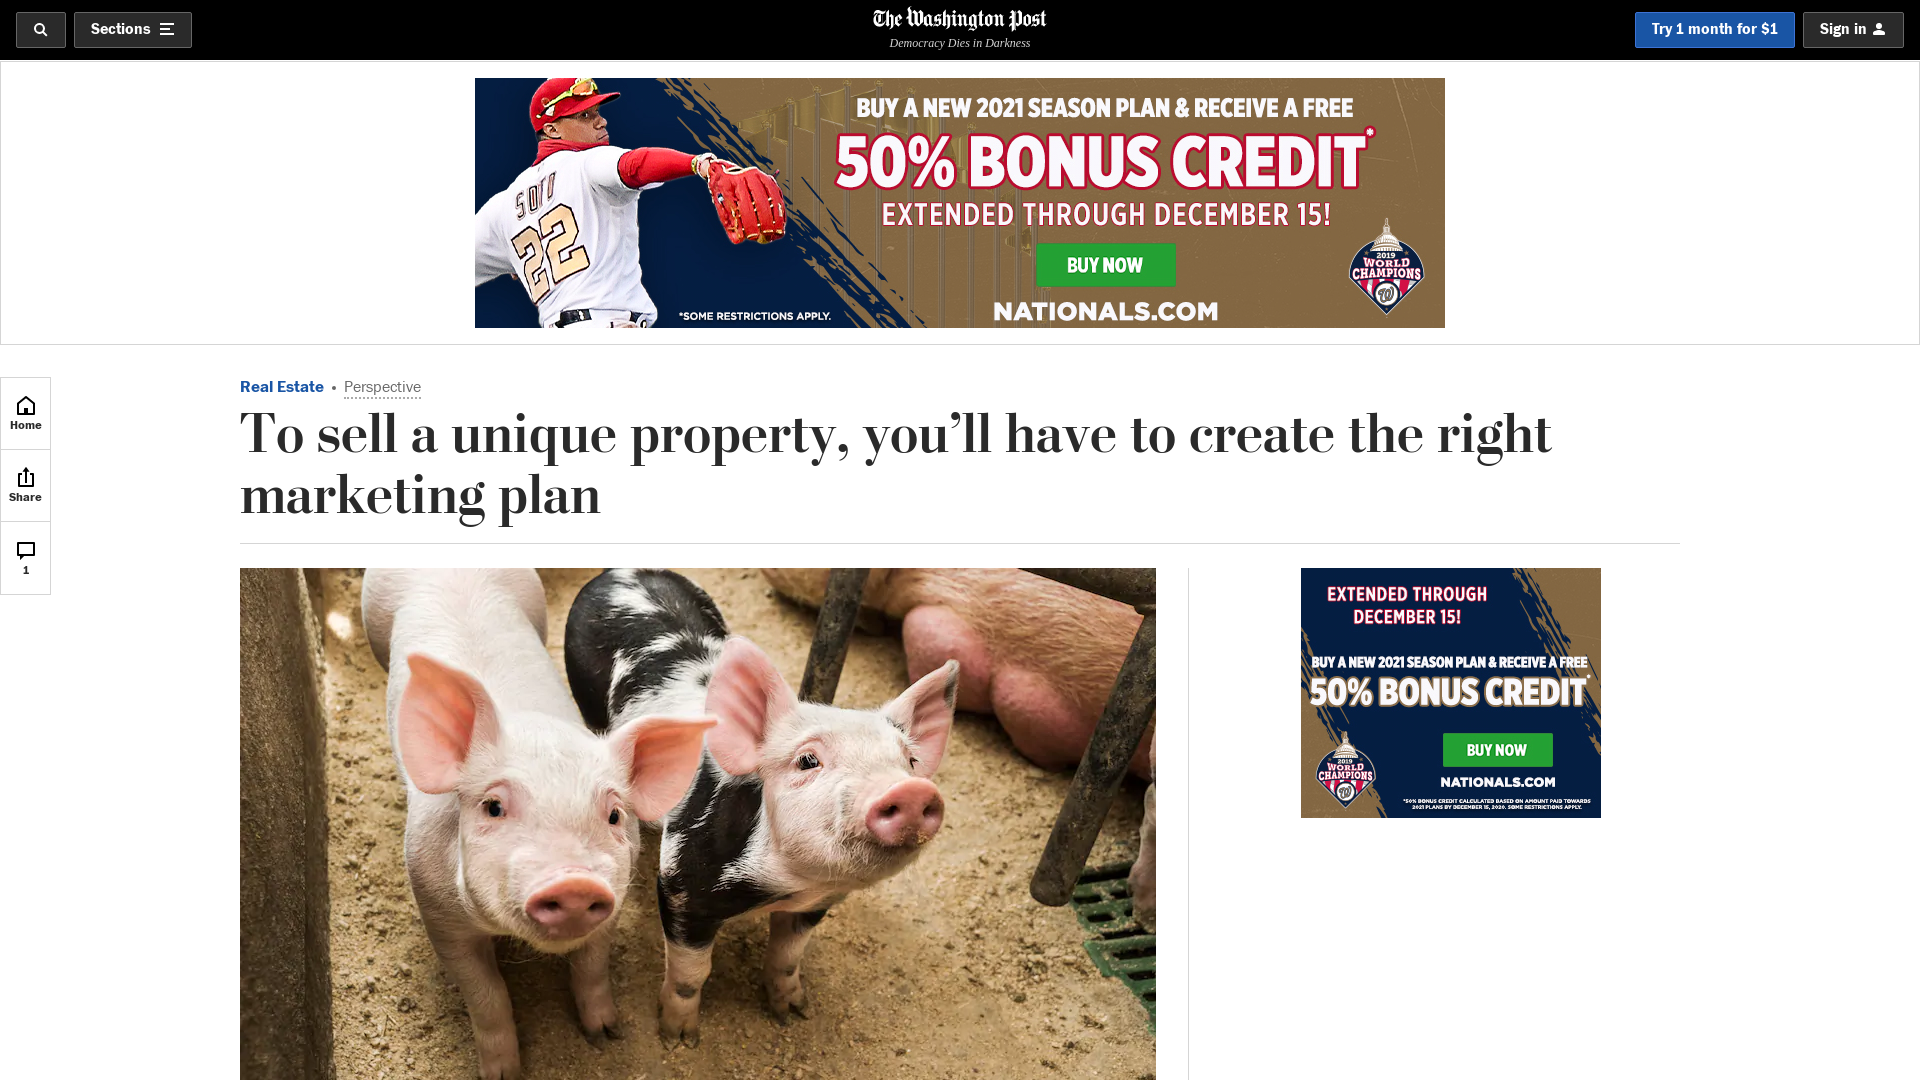 Sections
The Washington Post
Democracy Dies in Darkness
Try 1 month for $1
Sign in
BUY A NEW 2021 SEASON PLAN & RECEIVE A FREE
50% BONUS CREDIT*
EXTENDED THROUGH DECEMBER 15!
BUY NOW
NATIONALS.COM
*SOME RESTRICTIONS APPLY.
SOTO
22
2019
WORLD
CHAMPIONS
W
Home
Share
1
Real Estate • Perspective
To sell a unique property, you’ll have to create the right
marketing plan
EXTENDED THROUGH
DECEMBER 15!
BUY A NEW 2021 SEASON PLAN & RECEIVE A FREE
50% BONUS CREDIT*
BUY NOW
NATIONALS.COM
2019
WORLD
CHAMPIONS
W
*50% BONUS CREDIT CALCULATED BASED ON AMOUNT PAID TOWARDS
2021 PLANS BY DECEMBER 15, 2020. SOME RESTRICTIONS APPLY.